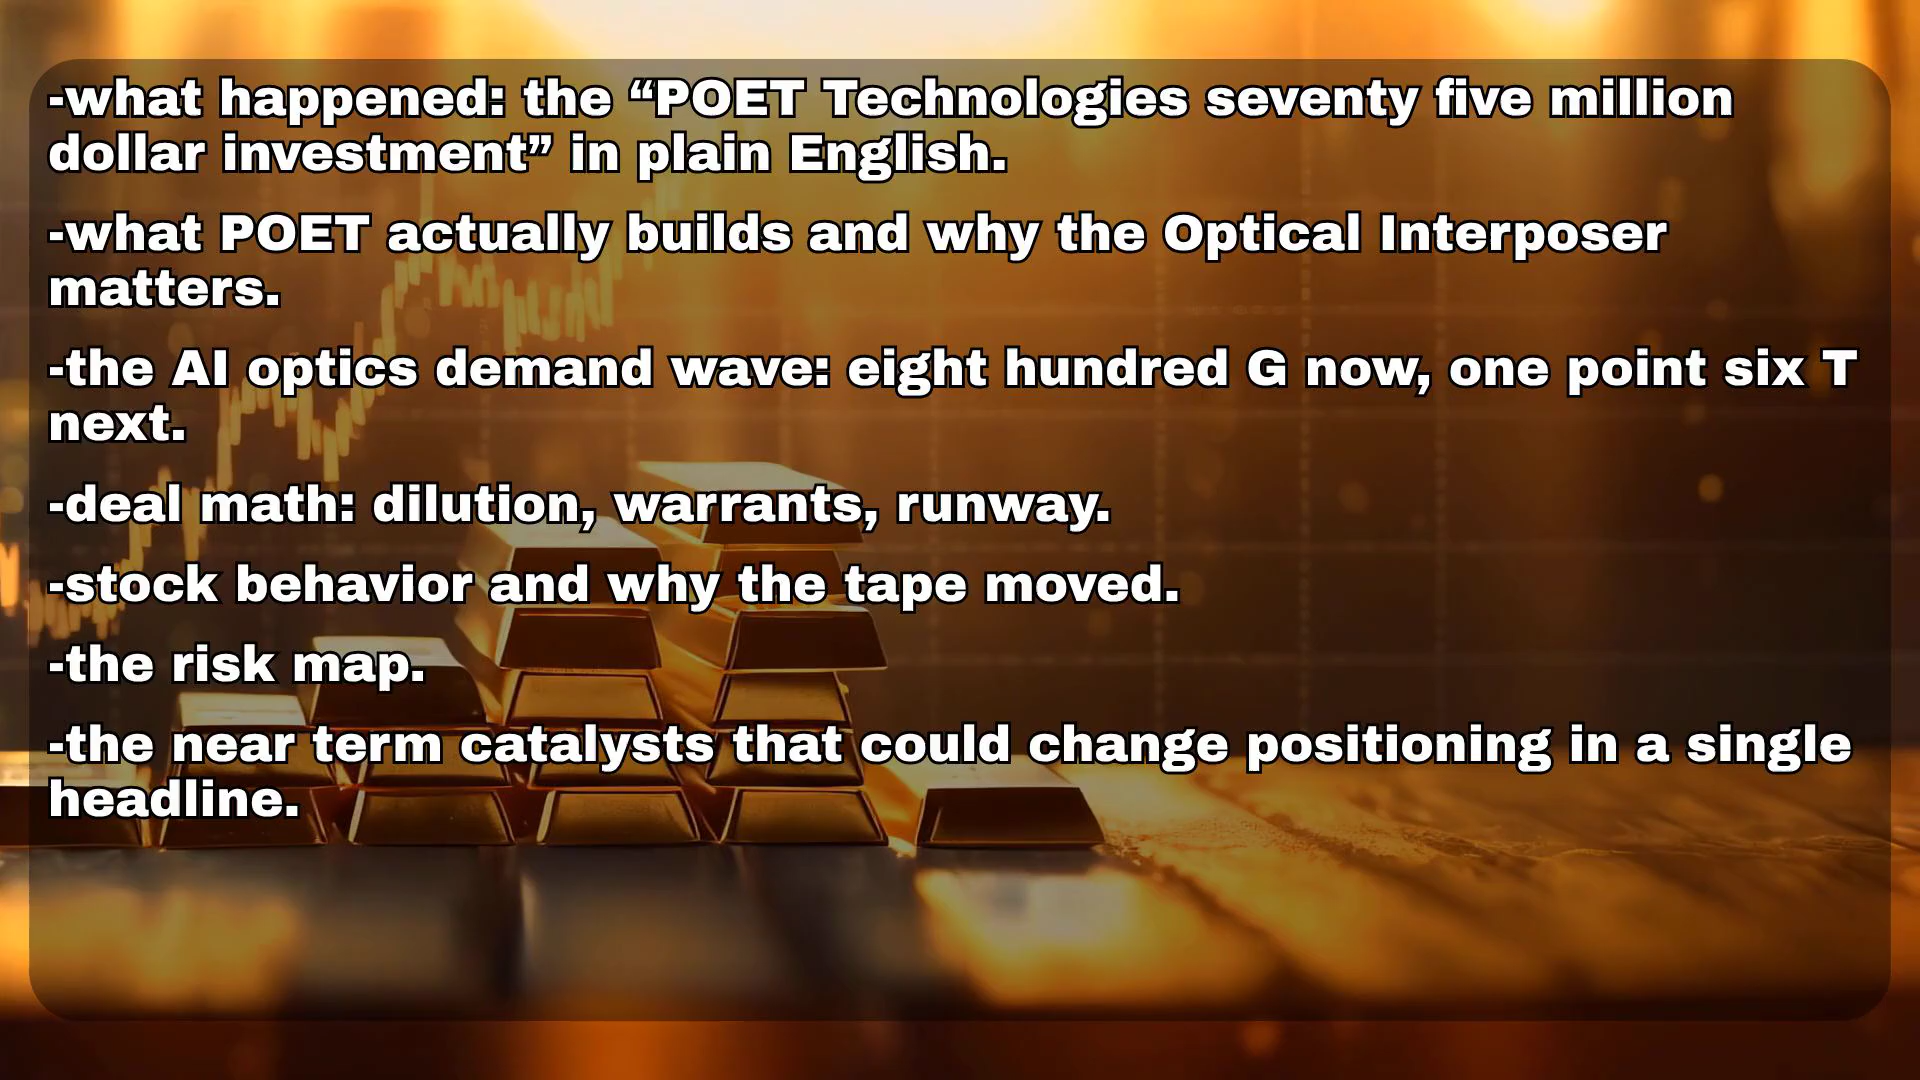 -what happened: the “POET Technologies seventy five million
dollar investment” in plain English.
-what POET actually builds and why the Optical Interposer
matters.
-the AI optics demand wave: eight hundred G now, one point six T
next.
-deal math: dilution, warrants, runway.
-stock behavior and why the tape moved.
-the risk map.
-the near term catalysts that could change positioning in a single
headline.